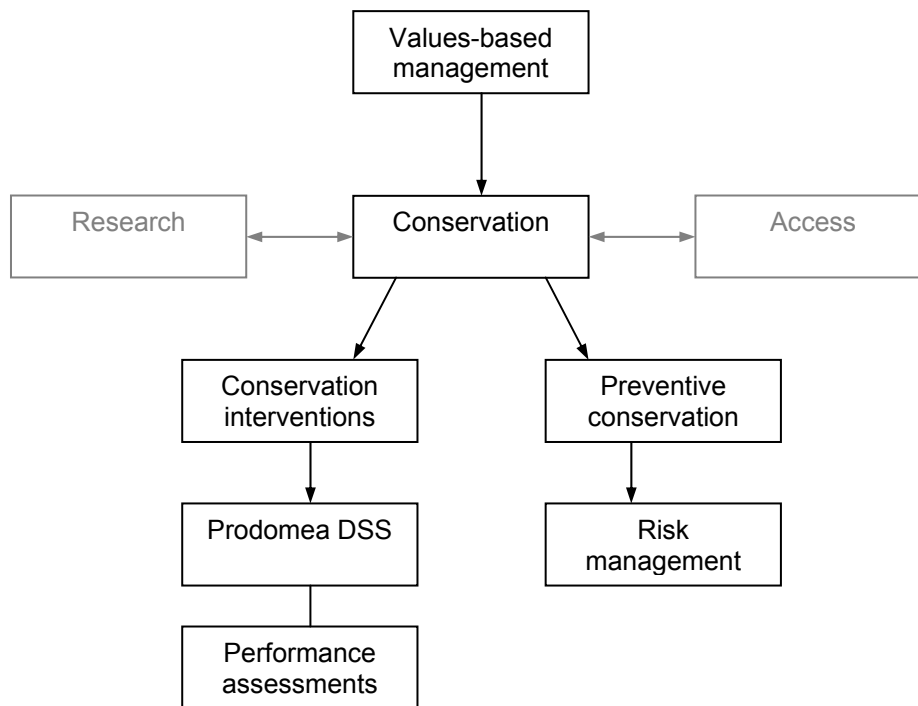 Values-based
management
Research
Conservation
Access
Conservation
interventions
Preventive
conservation
Prodomea DSS
Risk
management
Performance
assessments